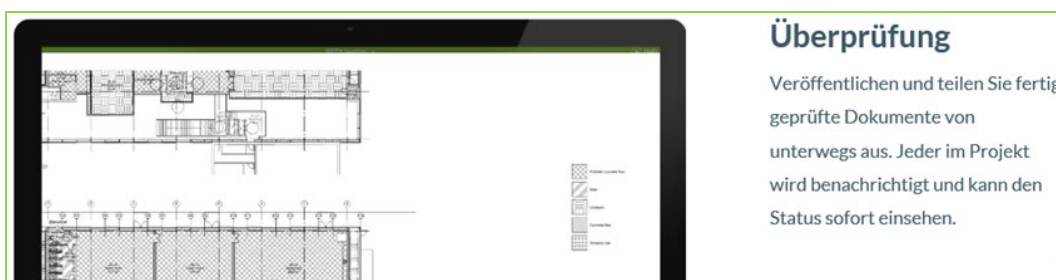 Überprüfung
Veröffentlichen und teilen Sie fertig
geprüfte Dokumente von
unterwegs aus. Jeder im Projekt
wird benachrichtigt und kann den
Status sofort einsehen.